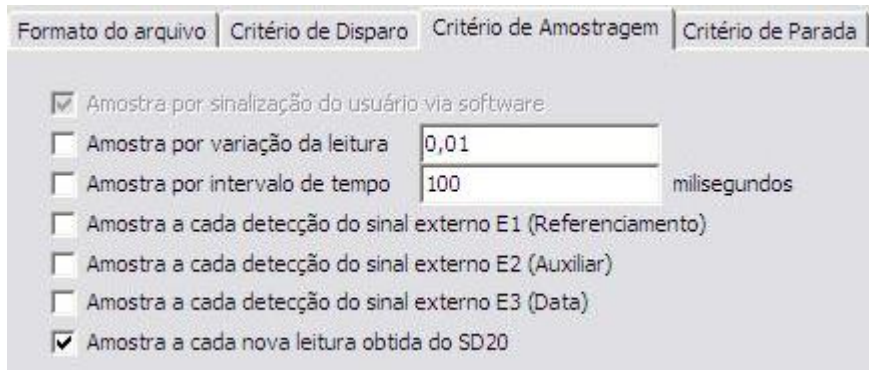 Formato do arquivo Critério de Disparo Critério de Amostragem Critério de Parada
Amostra por sinalização do usuário via software
Amostra por variação da leitura 0,01
Amostra por intervalo de tempo 100 milisegundos
Amostra a cada detecção do sinal externo E1 (Referenciamento)
Amostra a cada detecção do sinal externo E2 (Auxiliar)
Amostra a cada detecção do sinal externo E3 (Data)
Amostra a cada nova leitura obtida do SD20